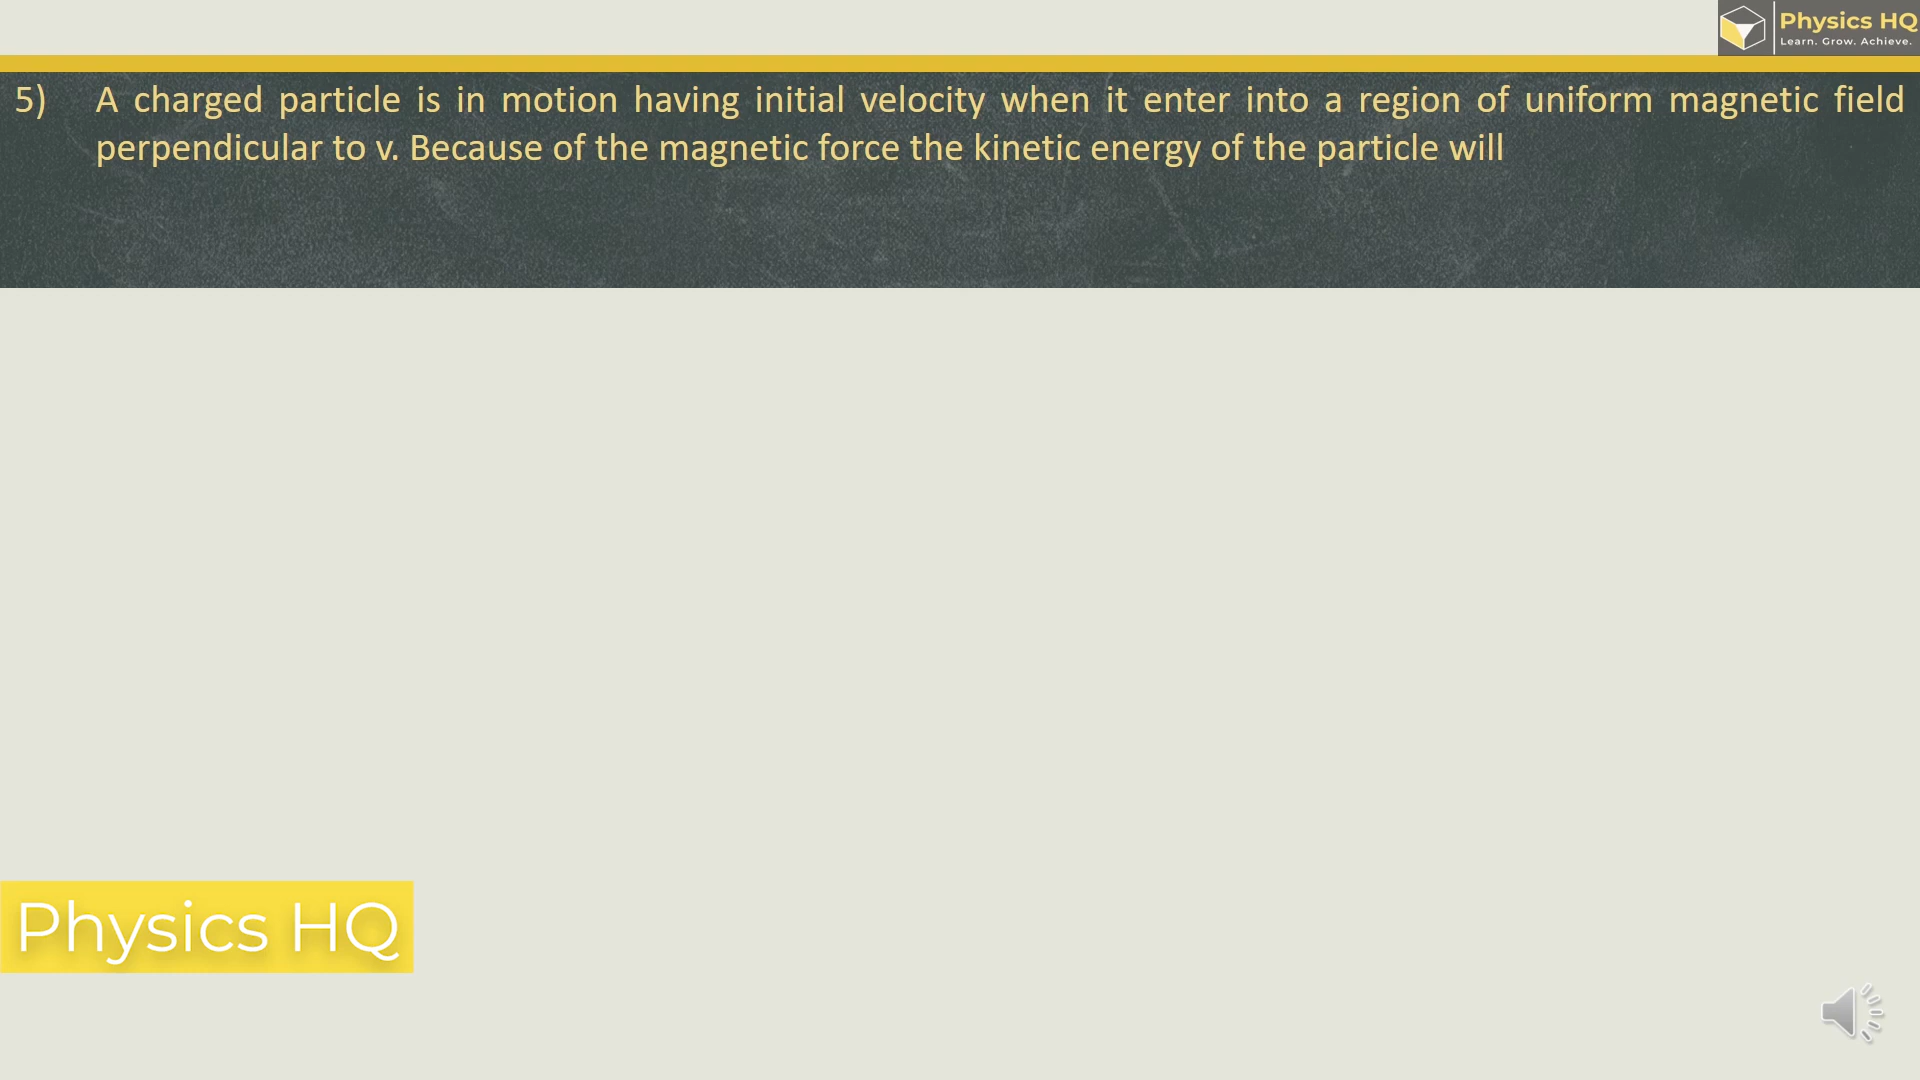 Physics HQ
Learn. Grow. Achieve.
5) A charged particle is in motion having initial velocity when it enter into a region of uniform magnetic field
perpendicular to v. Because of the magnetic force the kinetic energy of the particle will
Physics HQ